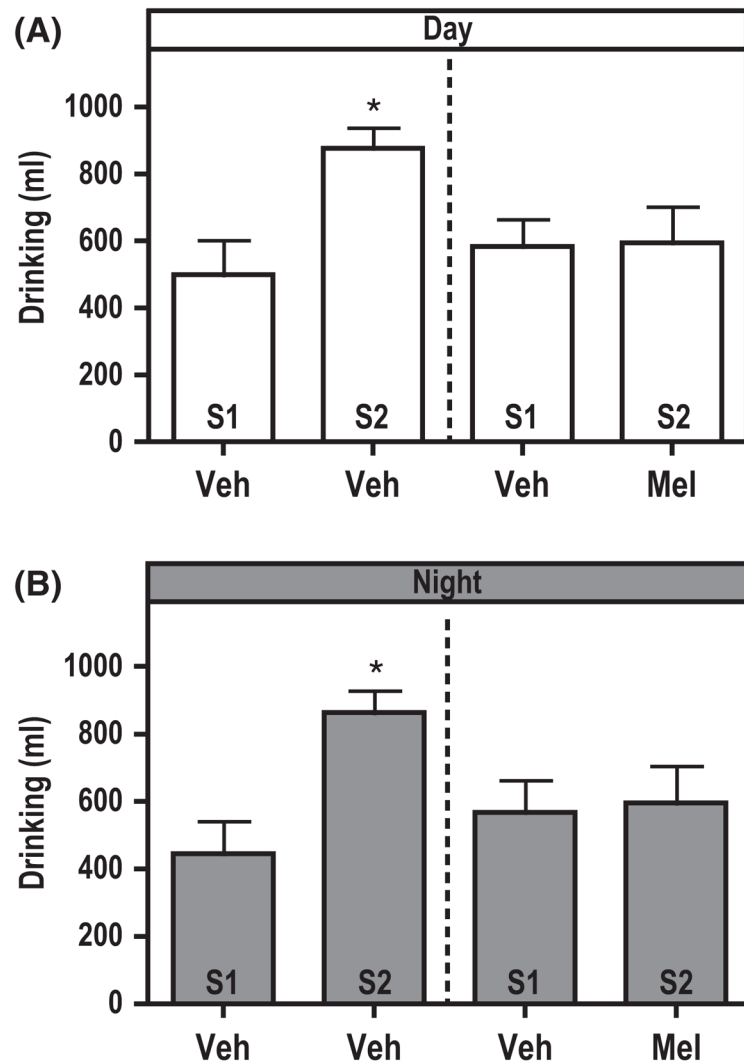 (A)
Day
Drinking (ml)
1000
*
800
600
400
200
0
S1 S2 S1 S2
Veh Veh Veh Mel
(B)
Night
Drinking (ml)
1000
*
800
600
400
200
0
S1 S2 S1 S2
Veh Veh Veh Mel